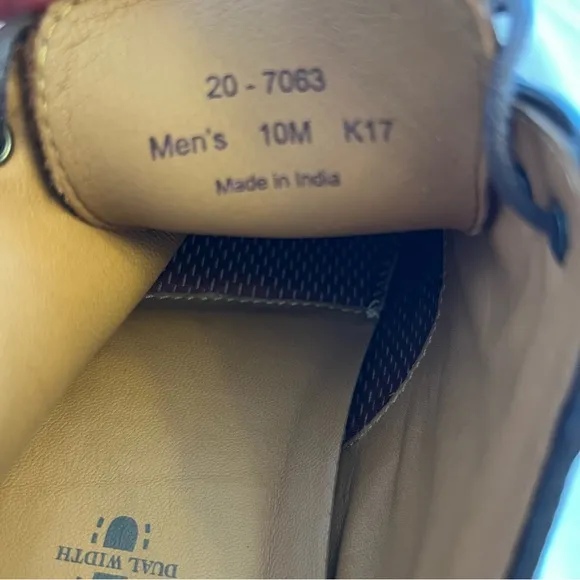 20 - 7063
Men's 10M K17
Made in India
DUAL WIDTH